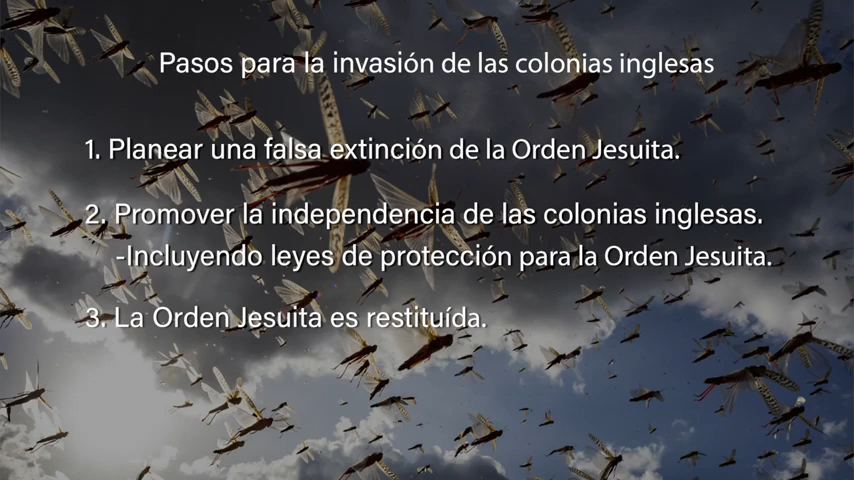 Pasos para la invasión de las colonias inglesas
1. Planear una falsa extinción de la Orden Jesuita.
2. Promover la independencia de las colonias inglesas.
-Incluyendo leyes de protección para la Orden Jesuita.
3. La Orden Jesuita es restituída.